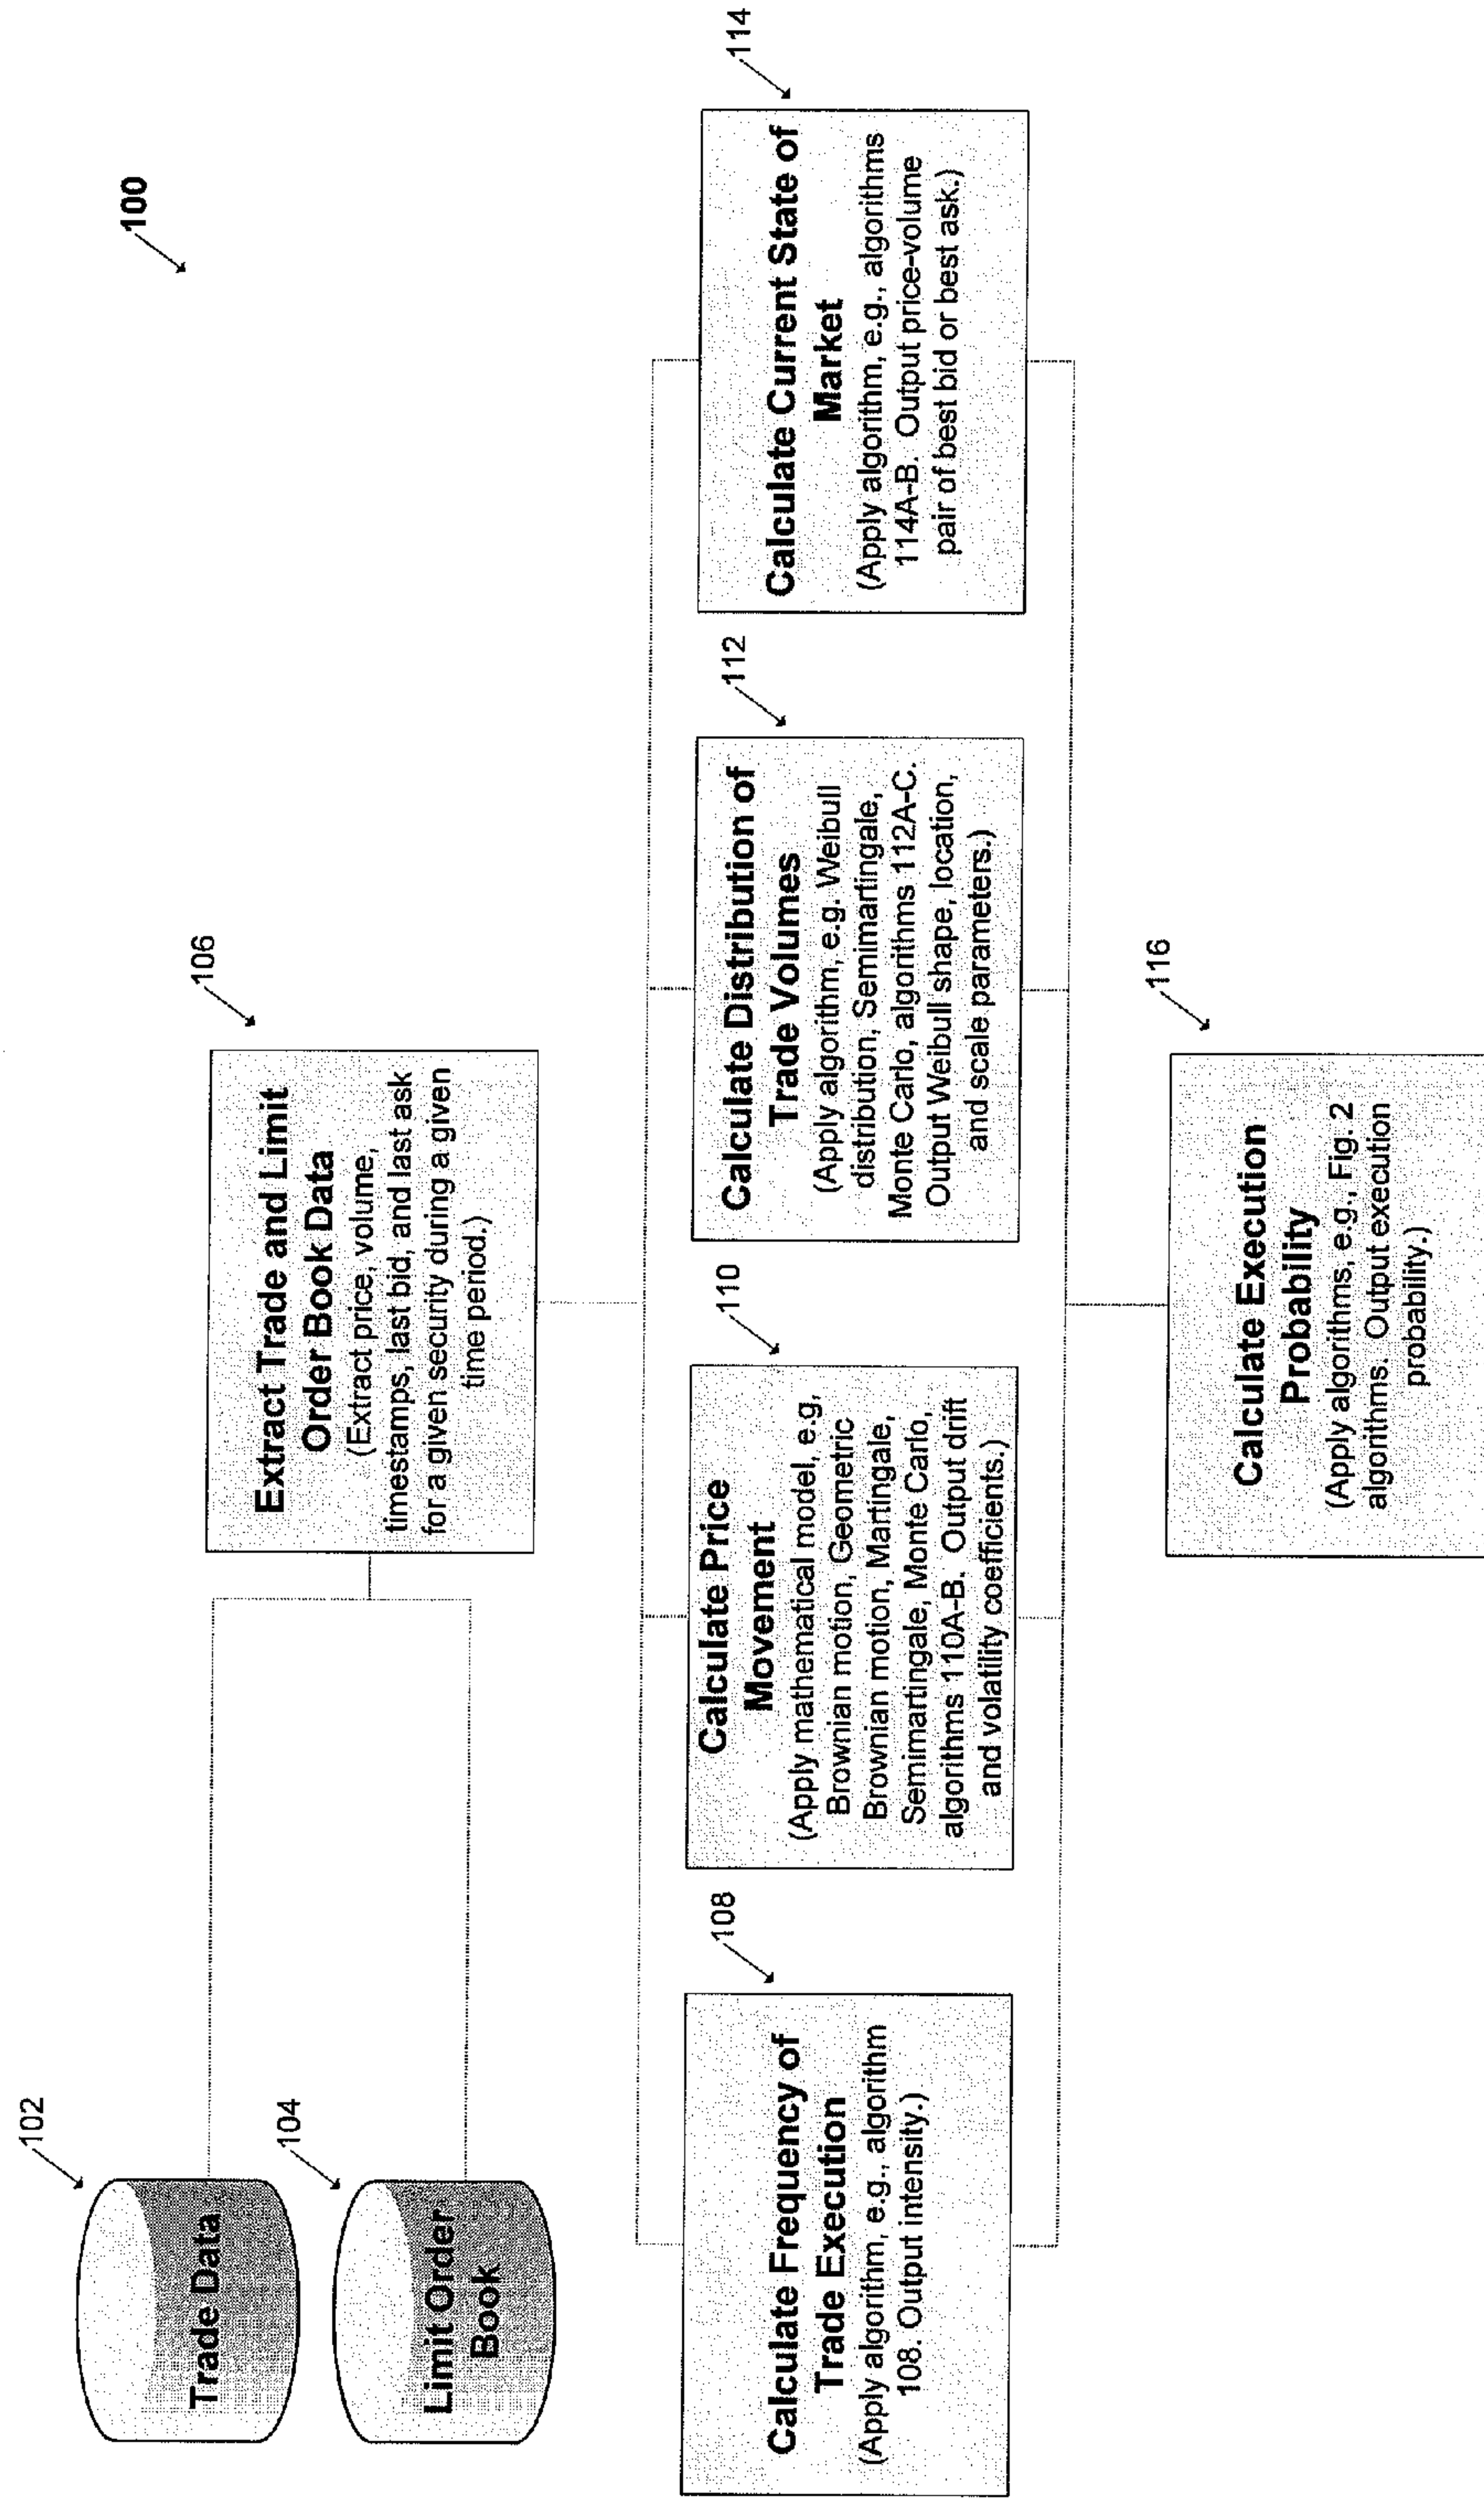 100
102
Trade Data
104
Limit Order
Book
106
Extract Trade and Limit
Order Book Data
(Extract price, volume,
timestamps, last bid, and last ask
for a given security during a given
time period.)
108
Calculate Frequency of
Trade Execution
(Apply algorithm, e.g., algorithm
108. Output intensity.)
110
Calculate Price
Movement
(Apply mathematical model, e.g,
Brownian motion, Geometric
Brownian motion, Martingale,
Semimartingale, Monte Carlo,
algorithms 110A-B. Output drift
and volatility coefficients.)
112
Calculate Distribution of
Trade Volumes
(Apply algorithm, e.g. Weibull
distribution, Semimartingale,
Monte Carlo, algorithms 112A-C.
Output Weibull shape, location,
and scale parameters.)
114
Calculate Current State of
Market
(Apply algorithm, e.g., algorithms
114A-B. Output price-volume
pair of best bid or best ask.)
116
Calculate Execution
Probability
(Apply algorithms, e.g., Fig. 2
algorithms. Output execution
probability.)